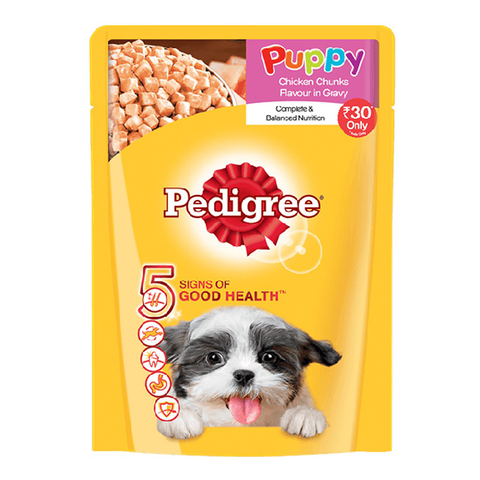 Puppy
Chicken Chunks
Flavour in Gravy
Complete &
Balanced Nutrition
₹30*
Only
Pedigree®
5 SIGNS OF
GOOD HEALTH™